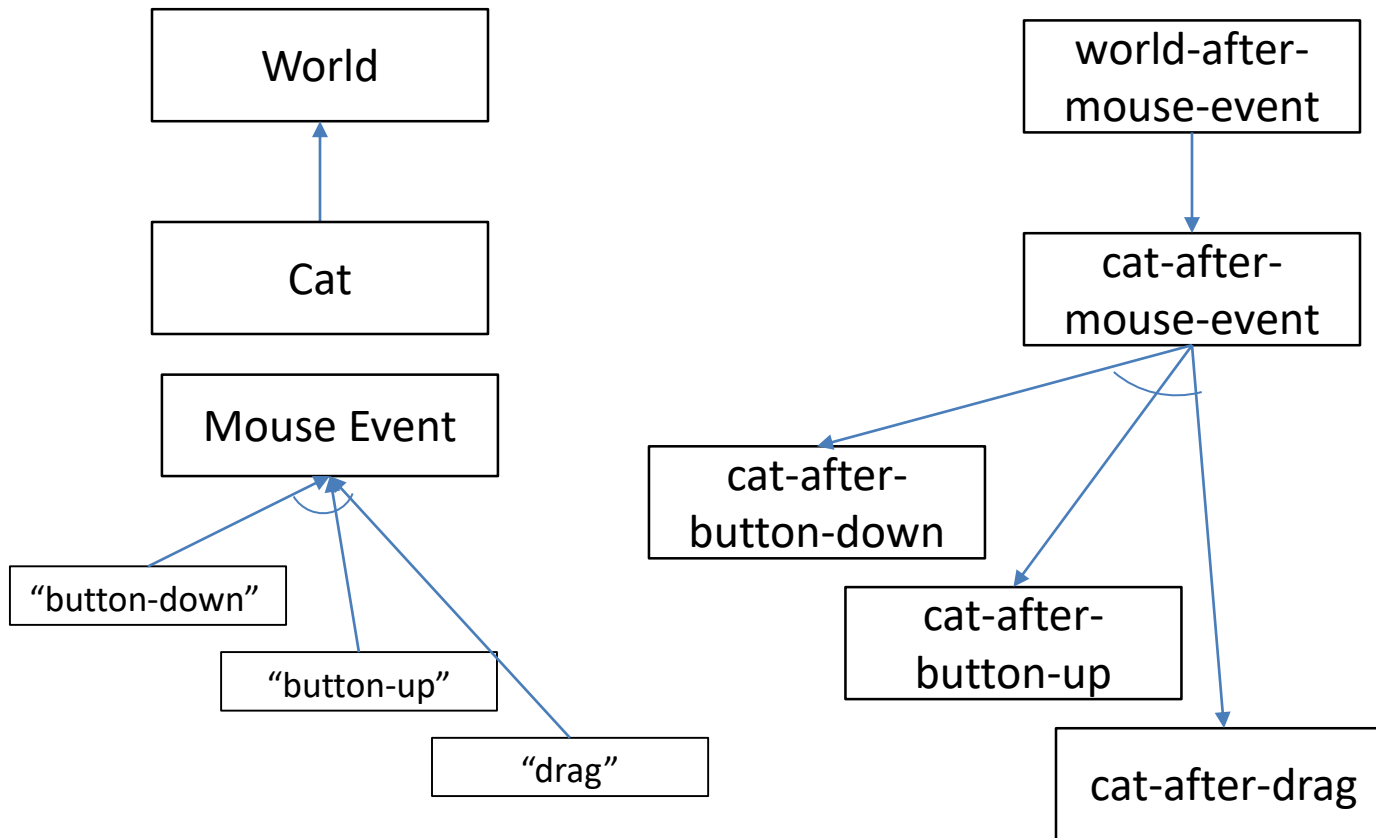 World
Cat
Mouse Event
“button-down”
“button-up”
“drag”
world-after-
mouse-event
cat-after-
mouse-event
cat-after-
button-down
cat-after-
button-up
cat-after-drag